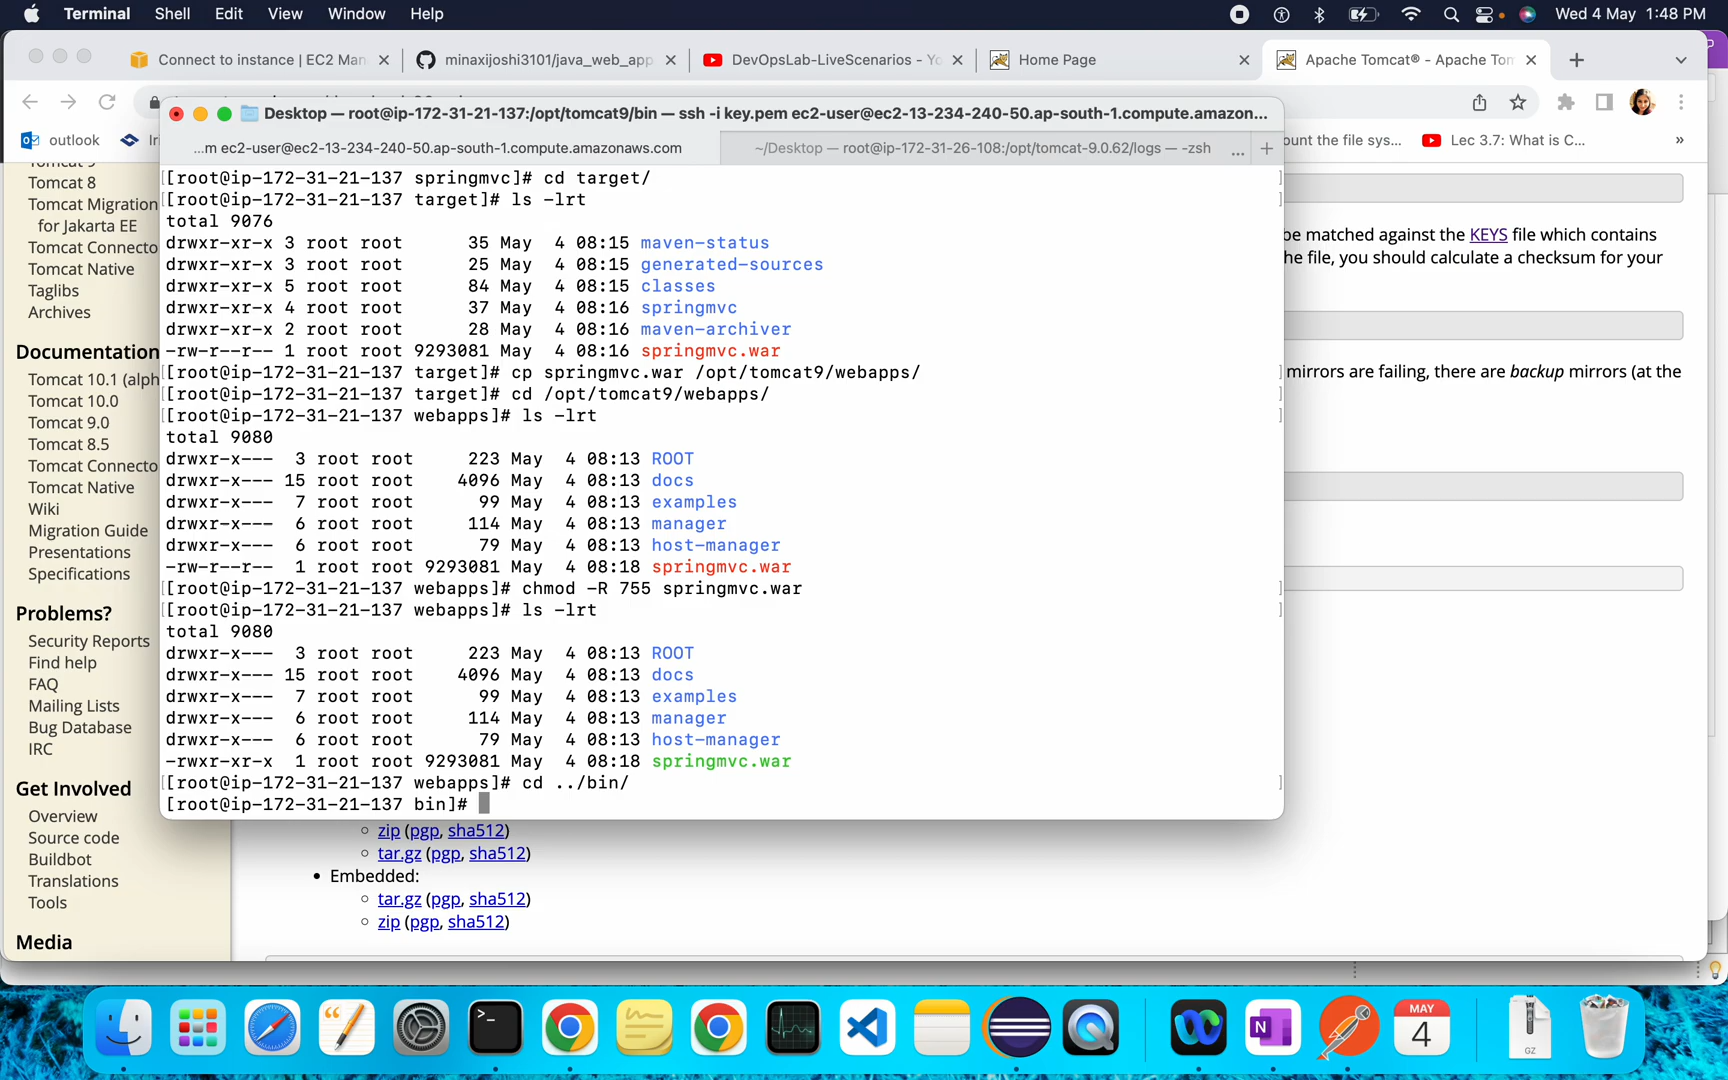 Terminal Shell Edit View Window Help Wed 4 May 1:48 PM
Connect to instance | EC2 Man minaxijoshi3101/java_web_app DevOpsLab-LiveScenarios - Yo Home Page Apache Tomcat® - Apache Tom
Desktop — root@ip-172-31-21-137:/opt/tomcat9/bin — ssh -i key.pem ec2-user@ec2-13-234-240-50.ap-south-1.compute.amazon...
outlook Iri ount the file sys... Lec 3.7: What is C... »
...m ec2-user@ec2-13-234-240-50.ap-south-1.compute.amazonaws.com ~/Desktop — root@ip-172-31-26-108:/opt/tomcat-9.0.62/logs — -zsh ... +
[[root@ip-172-31-21-137 springmvc]# cd target/
[[root@ip-172-31-21-137 target]# ls -lrt
total 9076
drwxr-xr-x 3 root root 35 May 4 08:15 maven-status
drwxr-xr-x 3 root root 25 May 4 08:15 generated-sources
drwxr-xr-x 5 root root 84 May 4 08:15 classes
drwxr-xr-x 4 root root 37 May 4 08:16 springmvc
drwxr-xr-x 2 root root 28 May 4 08:16 maven-archiver
-rw-r--r-- 1 root root 9293081 May 4 08:16 springmvc.war
[[root@ip-172-31-21-137 target]# cp springmvc.war /opt/tomcat9/webapps/
[[root@ip-172-31-21-137 target]# cd /opt/tomcat9/webapps/
[[root@ip-172-31-21-137 webapps]# ls -lrt
total 9080
drwxr-x--- 3 root root 223 May 4 08:13 ROOT
drwxr-x--- 15 root root 4096 May 4 08:13 docs
drwxr-x--- 7 root root 99 May 4 08:13 examples
drwxr-x--- 6 root root 114 May 4 08:13 manager
drwxr-x--- 6 root root 79 May 4 08:13 host-manager
-rw-r--r-- 1 root root 9293081 May 4 08:18 springmvc.war
[[root@ip-172-31-21-137 webapps]# chmod -R 755 springmvc.war
[[root@ip-172-31-21-137 webapps]# ls -lrt
total 9080
drwxr-x--- 3 root root 223 May 4 08:13 ROOT
drwxr-x--- 15 root root 4096 May 4 08:13 docs
drwxr-x--- 7 root root 99 May 4 08:13 examples
drwxr-x--- 6 root root 114 May 4 08:13 manager
drwxr-x--- 6 root root 79 May 4 08:13 host-manager
-rwxr-xr-x 1 root root 9293081 May 4 08:18 springmvc.war
[[root@ip-172-31-21-137 webapps]# cd ../bin/
[root@ip-172-31-21-137 bin]#
Tomcat 8
Tomcat Migration
for Jakarta EE
Tomcat Connecto
Tomcat Native
Taglibs
Archives
Documentation
Tomcat 10.1 (alph
Tomcat 10.0
Tomcat 9.0
Tomcat 8.5
Tomcat Connecto
Tomcat Native
Wiki
Migration Guide
Presentations
Specifications
Problems?
Security Reports
Find help
FAQ
Mailing Lists
Bug Database
IRC
Get Involved
Overview
Source code
Buildbot
Translations
Tools
Media
be matched against the KEYS file which contains
he file, you should calculate a checksum for your
mirrors are failing, there are backup mirrors (at the
zip (pgp, sha512)
tar.gz (pgp, sha512)
• Embedded:
tar.gz (pgp, sha512)
zip (pgp, sha512)
MAY
4
GZ